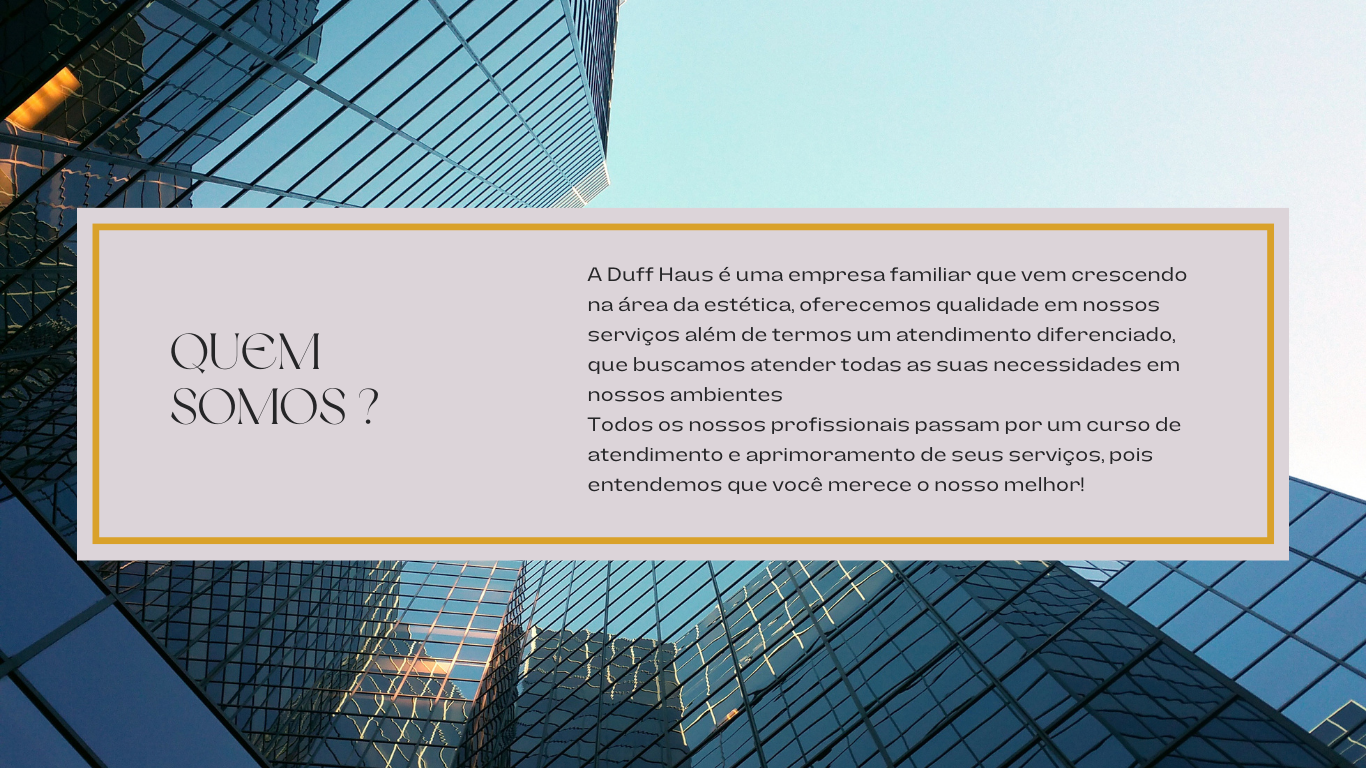 QUEM
SOMOS ?
A Duff Haus é uma empresa familiar que vem crescendo
na área da estética, oferecemos qualidade em nossos
serviços além de termos um atendimento diferenciado,
que buscamos atender todas as suas necessidades em
nossos ambientes
Todos os nossos profissionais passam por um curso de
atendimento e aprimoramento de seus serviços, pois
entendemos que você merece o nosso melhor!